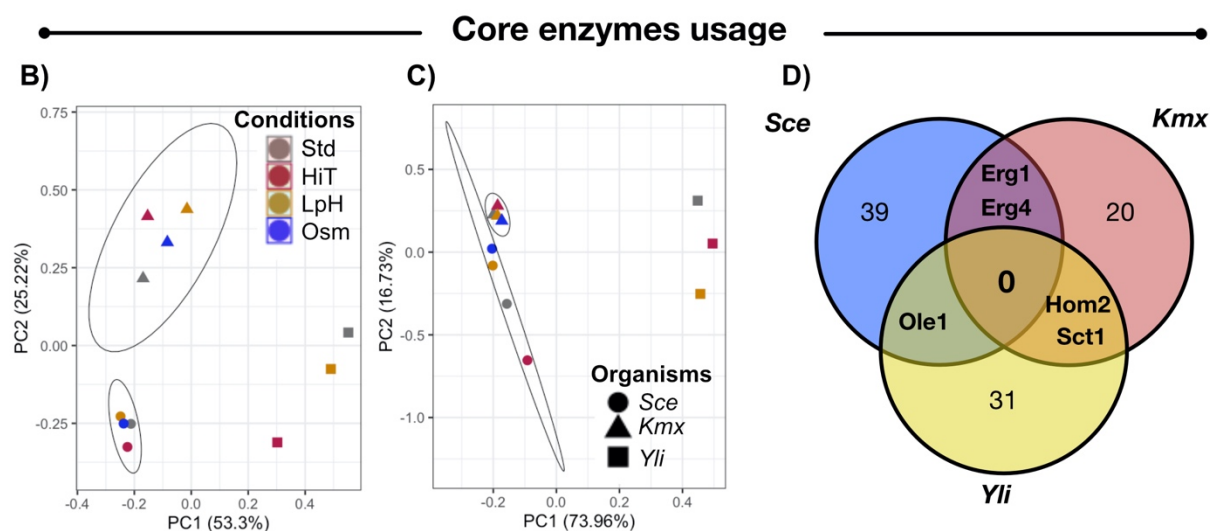 Core enzymes usage
B)
C)
D)
Conditions
Std
HiT
LpH
Osm
0.75
0.50
0.25
0.00
-0.25
PC2 (25.22%)
-0.4
-0.2
0.0
0.2
0.4
PC1 (53.3%)
0.5
0.0
-0.5
-1.0
PC2 (16.73%)
Organisms
Sce
Kmx
Yli
-0.4
-0.2
0.0
0.2
0.4
PC1 (73.96%)
Sce
Kmx
39
Erg1
Erg4
20
0
Ole1
Hom2
Sct1
31
Yli